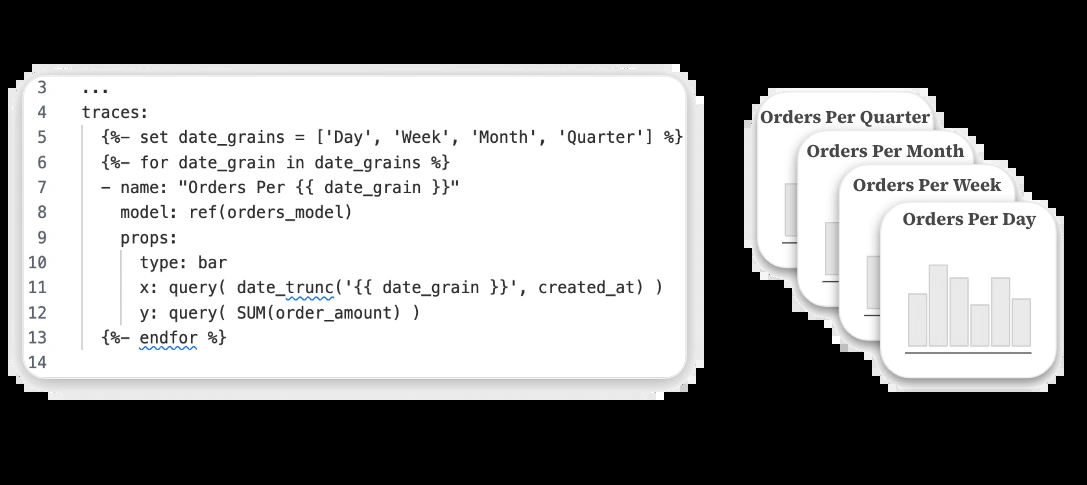 3 ...
4 traces:
5 {%- set date_grains = ['Day', 'Week', 'Month', 'Quarter'] %}
6 {%- for date_grain in date_grains %}
7 - name: "Orders Per {{ date_grain }}"
8 model: ref(orders_model)
9 props:
10 type: bar
11 x: query( date_trunc('{{ date_grain }}', created_at) )
12 y: query( SUM(order_amount) )
13 {%- endfor %}
14
Orders Per Quarter
Orders Per Month
Orders Per Week
Orders Per Day